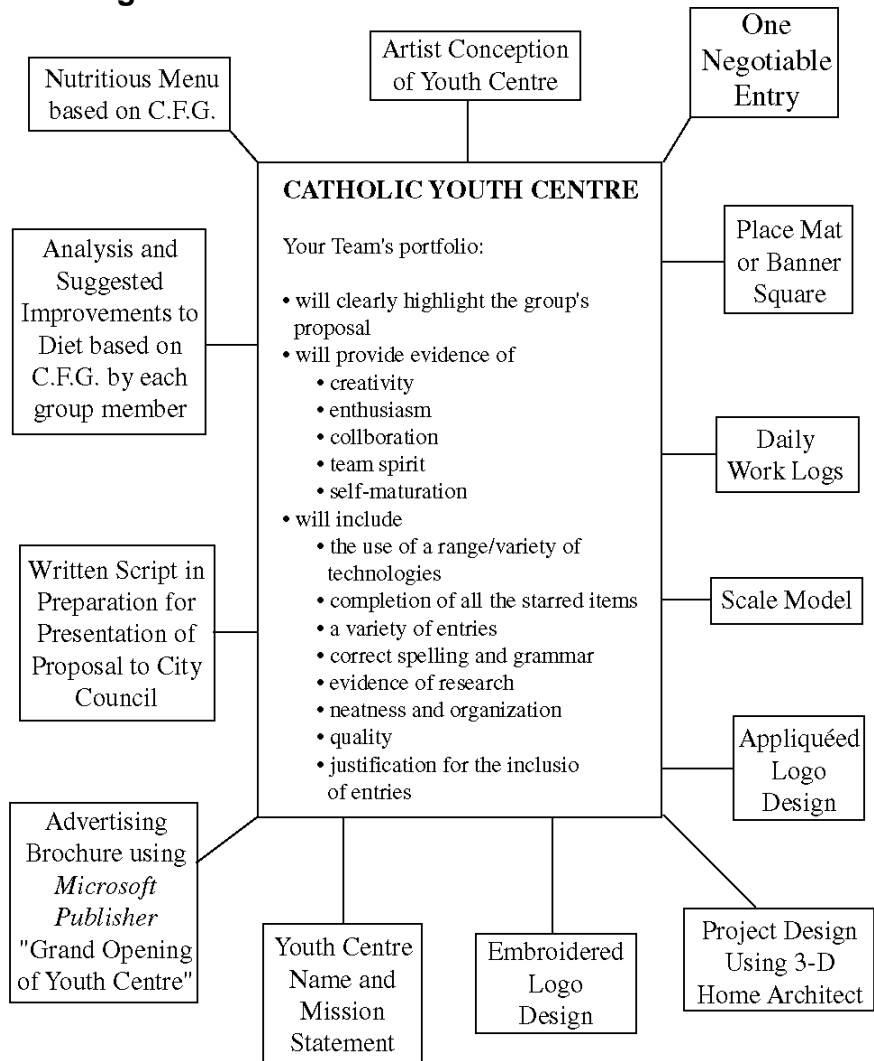 Nutritious Menu
based on C.F.G.
Artist Conception
of Youth Centre
One
Negotiable
Entry
Analysis and
Suggested
Improvements to
Diet based on
C.F.G. by each
group member
Written Script in
Preparation for
Presentation of
Proposal to City
Council
Advertising
Brochure using
Microsoft
Publisher
"Grand Opening
of Youth Centre"
CATHOLIC YOUTH CENTRE
Your Team's portfolio:
• will clearly highlight the group's
proposal
• will provide evidence of
• creativity
• enthusiasm
• collboration
• team spirit
• self-maturation
• will include
• the use of a range/variety of
technologies
• completion of all the starred items
• a variety of entries
• correct spelling and grammar
• evidence of research
• neatness and organization
• quality
• justification for the inclusio
of entries
Place Mat
or Banner
Square
Daily
Work Logs
Scale Model
Appliquéed
Logo
Design
Youth Centre
Name and
Mission
Statement
Embroidered
Logo
Design
Project Design
Using 3-D
Home Architect